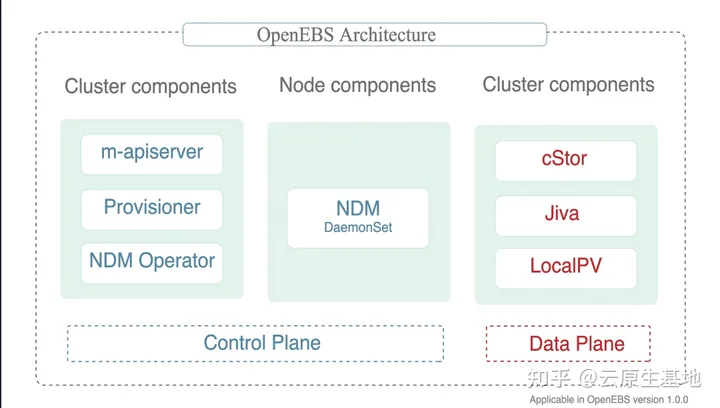 OpenEBS Architecture
Cluster components
Node components
Cluster components
m-apiserver
Provisioner
NDM Operator
NDM
DaemonSet
cStor
Jiva
LocalPV
Control Plane
Data Plane
知乎 @云原生基地
Applicable in OpenEBS version 1.0.0